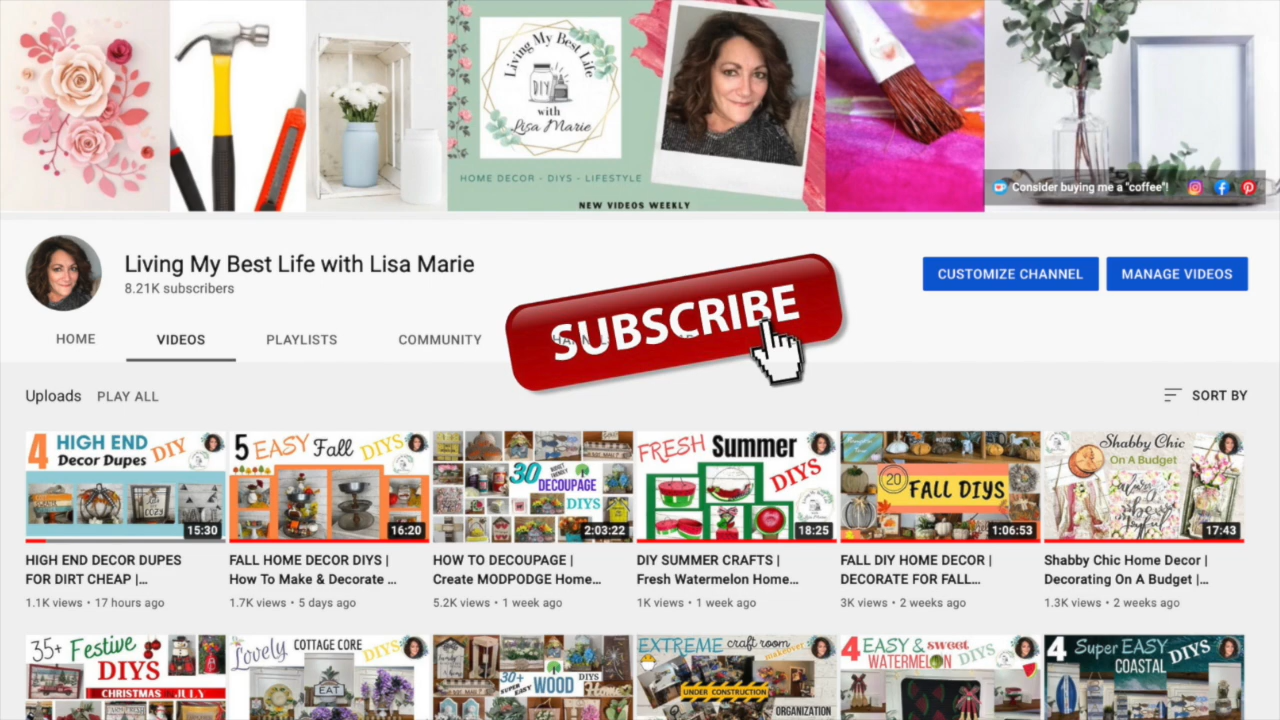 Living My Best Life
DIY
with
Lisa Marie
HOME DECOR - DIYS - LIFESTYLE
NEW VIDEOS WEEKLY
Consider buying me a "coffee"!
Living My Best Life with Lisa Marie
8.21K subscribers
CUSTOMIZE CHANNEL
MANAGE VIDEOS
SUBSCRIBE
HOME
VIDEOS
PLAYLISTS
COMMUNITY
Uploads
PLAY ALL
SORT BY
4 HIGH END DIY
Decor Dupes
15:30
5 EASY Fall DIYS
16:20
30
DECOUPAGE
DIYS
2:03:22
FRESH Summer
DIYS
18:25
20 FALL DIYS
1:06:53
Shabby Chic
On A Budget
17:43
HIGH END DECOR DUPES
FOR DIRT CHEAP |...
1.1K views • 17 hours ago
FALL HOME DECOR DIYS |
How To Make & Decorate ...
1.7K views • 5 days ago
HOW TO DECOUPAGE |
Create MODPODGE Home...
5.2K views • 1 week ago
DIY SUMMER CRAFTS |
Fresh Watermelon Home...
1K views • 1 week ago
FALL DIY HOME DECOR |
DECORATE FOR FALL...
3K views • 2 weeks ago
Shabby Chic Home Decor |
Decorating On A Budget |...
1.3K views • 2 weeks ago
35+ Festive
DIYS
CHRISTMAS JULY
Lovely COTTAGE CORE DIYS
EAT
30+
SUPER EASY WOOD DIYS
Home
EXTREME craft room
makeover
UNDER CONSTRUCTION
ORGANIZATION
4 EASY & sweet
WATERMELON DIYS
4 Super EASY
COASTAL DIYS